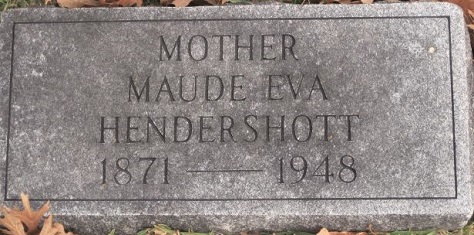 MOTHER
MAUDE EVA
HENDERSHOTT
1871 — 1948